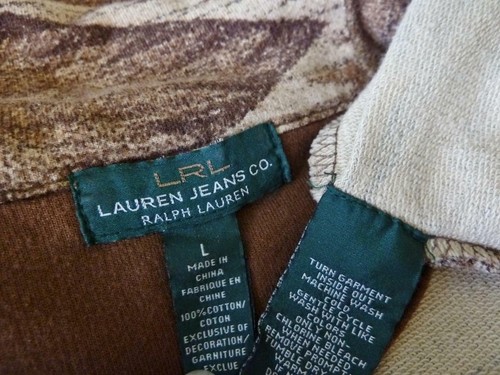 LRL
LAUREN JEANS CO.
RALPH LAUREN
L
MADE IN
CHINA
FABRIQUE EN
CHINE
100% COTTON/
COTON
EXCLUSIVE OF
DECORATION/
GARNITURE
EXCLUE
TURN GARMENT
INSIDE OUT
MACHINE WASH
COLD
GENTLE CYCLE
WASH WITH
COLORS LIKE
ONLY NON-
CHLORINE BLEACH
WHEN NEEDED
REMOVE PROMPTLY
TUMBLE DRY
WARM